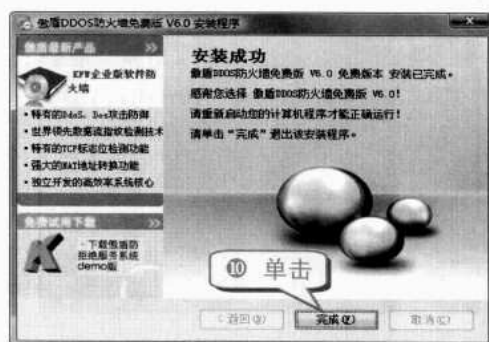 傲盾DDOS防火墙免费版 V6.0 安装程序
傲盾最新产品 >>
KFW企业版软件防
火墙
•特有的DdoS、Dos攻击防御
•世界领先数据流指纹检测技术
•特有的TCP标志位检测功能
•强大的NAT地址转换功能
•独立开发的高效率系统核心
免费试用下载 >>
·下载傲盾防
拒绝服务系统
demo版
安装成功
傲盾DDOS防火墙免费版 V6.0 免费版本 安装已完成。
感谢您选择 傲盾DDOS防火墙免费版 V6.0!
请重新启动您的计算机程序才能正确运行!
请单击“完成”退出该安装程序。
⑩ 单击
<返回(B) 完成(F) 取消(C)